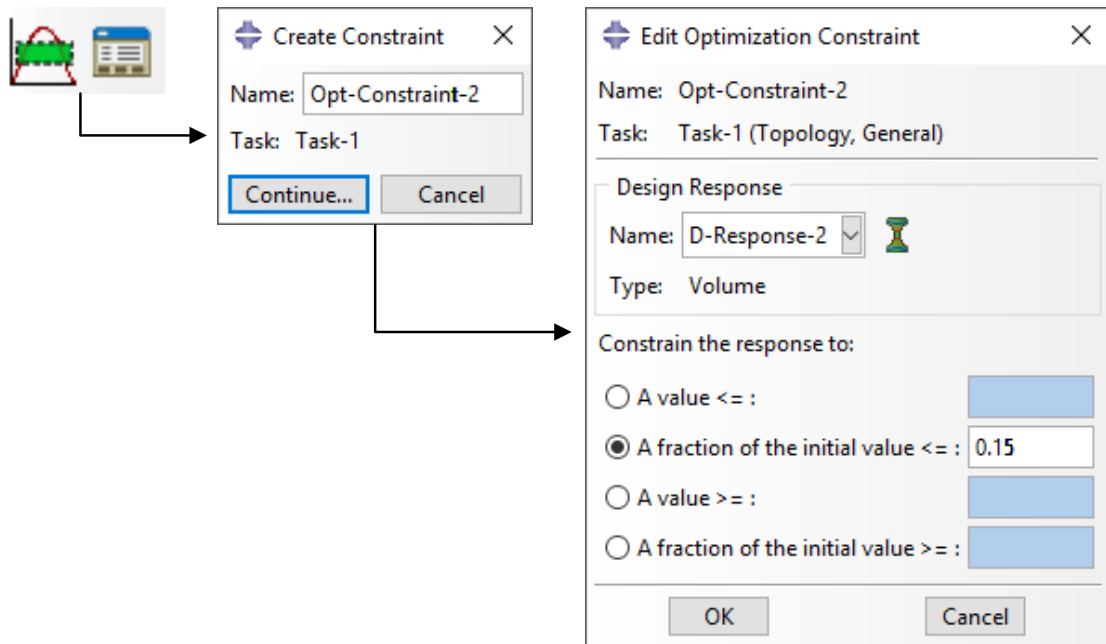 Create Constraint
Name: Opt-Constraint-2
Task: Task-1
Continue...
Cancel
Edit Optimization Constraint
Name: Opt-Constraint-2
Task: Task-1 (Topology, General)
Design Response
Name: D-Response-2
Type: Volume
Constrain the response to:
A value <= :
A fraction of the initial value <= : 0.15
A value >= :
A fraction of the initial value >= :
OK
Cancel